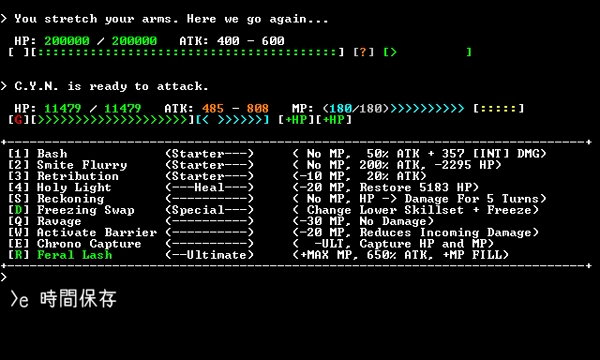 > You stretch your arms. Here we go again...
HP: 200000 / 200000 ATK: 400 - 600
[ ][::::::::::::::::::::::::::::::::::::::::] [?] [> ]
> C.Y.N. is ready to attack.
HP: 11479 / 11479 ATK: 485 - 808 MP: <180/180>>>>>>>>>>>> [:::::]
[G][>>>>>>>>>>>>>>>>>>>>][< >>>>>>] [+HP][+HP]
[1] Bash (Starter---) ( No MP, 50% ATK + 357 [INT] DMG)
[2] Smite Flurry (Starter---) ( No MP, 200% ATK, -2295 HP)
[3] Retribution (Starter---) (-10 MP, 20% ATK)
[4] Holy Light (---Heal---) (-20 MP, Restore 5183 HP)
[S] Reckoning (----------) ( No MP, HP -> Damage For 5 Turns)
[D] Freezing Swap (Special---) ( Change Lower Skillset + Freeze)
[Q] Ravage (----------) (-30 MP, No Damage)
[W] Activate Barrier (----------) (-20 MP, Reduces Incoming Damage)
[E] Chrono Capture (----------) ( -ULT, Capture HP and MP)
[R] Feral Lash (--Ultimate) (+MAX MP, 650% ATK, +MP FILL)
>
>e 時間保存